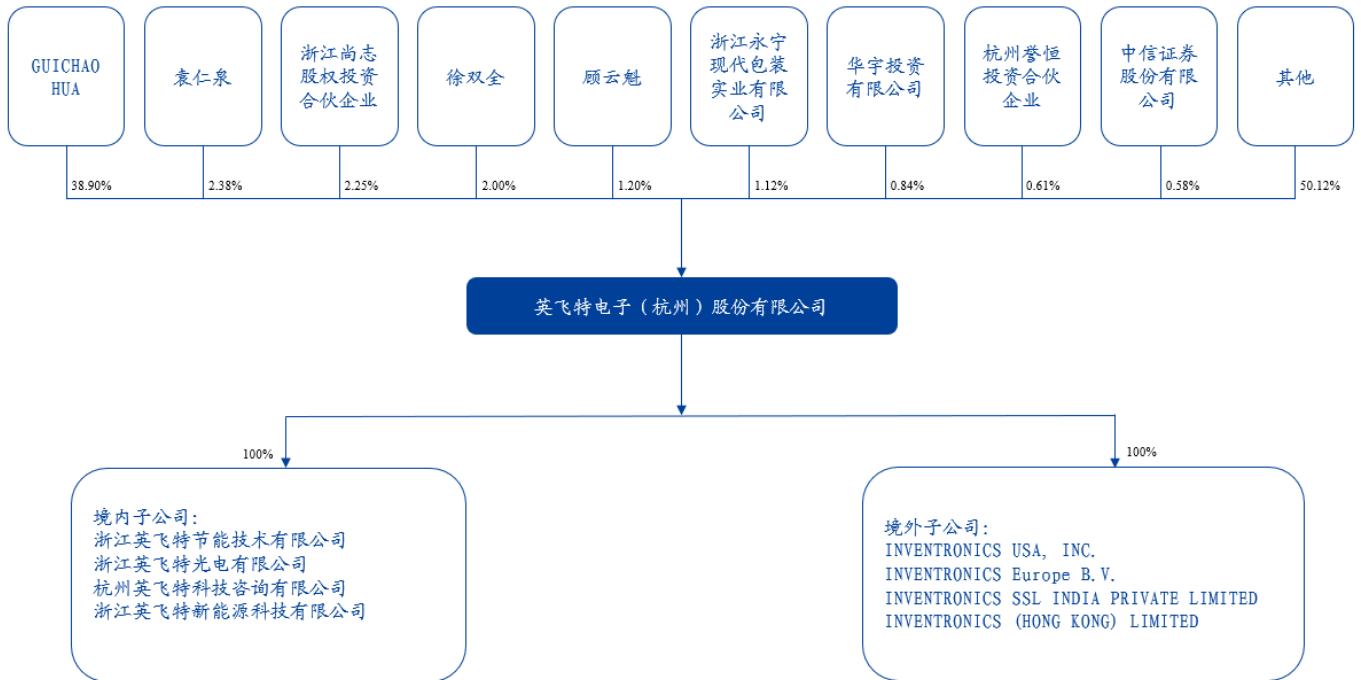 GUICHAO
HUA
袁仁泉
浙江尚志
股权投资
合伙企业
徐双全
顾云魁
浙江永宁
现代包装
实业有限
公司
华宇投资
有限公司
杭州誉恒
投资合伙
企业
中信证券
股份有限
公司
其他
38.90%
2.38%
2.25%
2.00%
1.20%
1.12%
0.84%
0.61%
0.58%
50.12%
英飞特电子（杭州）股份有限公司
100%
100%
境内子公司：
浙江英飞特节能技术有限公司
浙江英飞特光电有限公司
杭州英飞特科技咨询有限公司
浙江英飞特新能源科技有限公司
境外子公司：
INVENTRONICS USA, INC.
INVENTRONICS Europe B.V.
INVENTRONICS SSL INDIA PRIVATE LIMITED
INVENTRONICS (HONG KONG) LIMITED